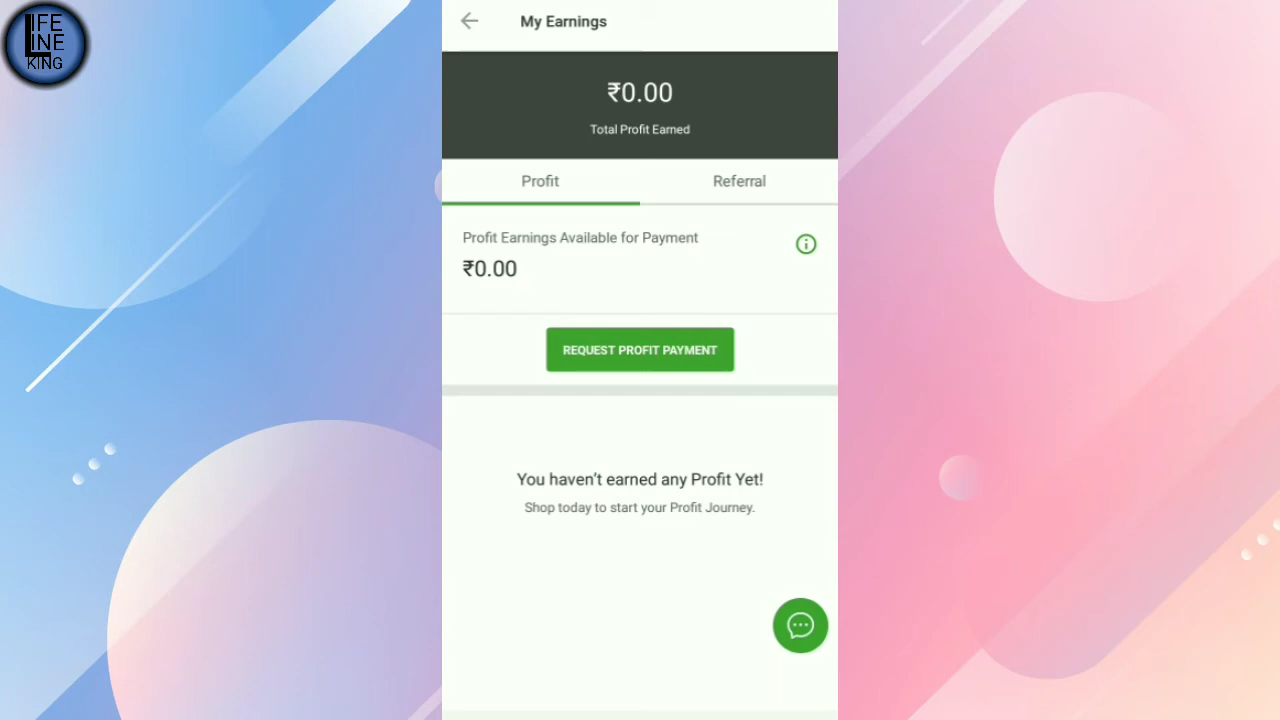 LIFE
LINE
KING
My Earnings
₹0.00
Total Profit Earned
Profit
Referral
Profit Earnings Available for Payment
₹0.00
REQUEST PROFIT PAYMENT
You haven't earned any Profit Yet!
Shop today to start your Profit Journey.